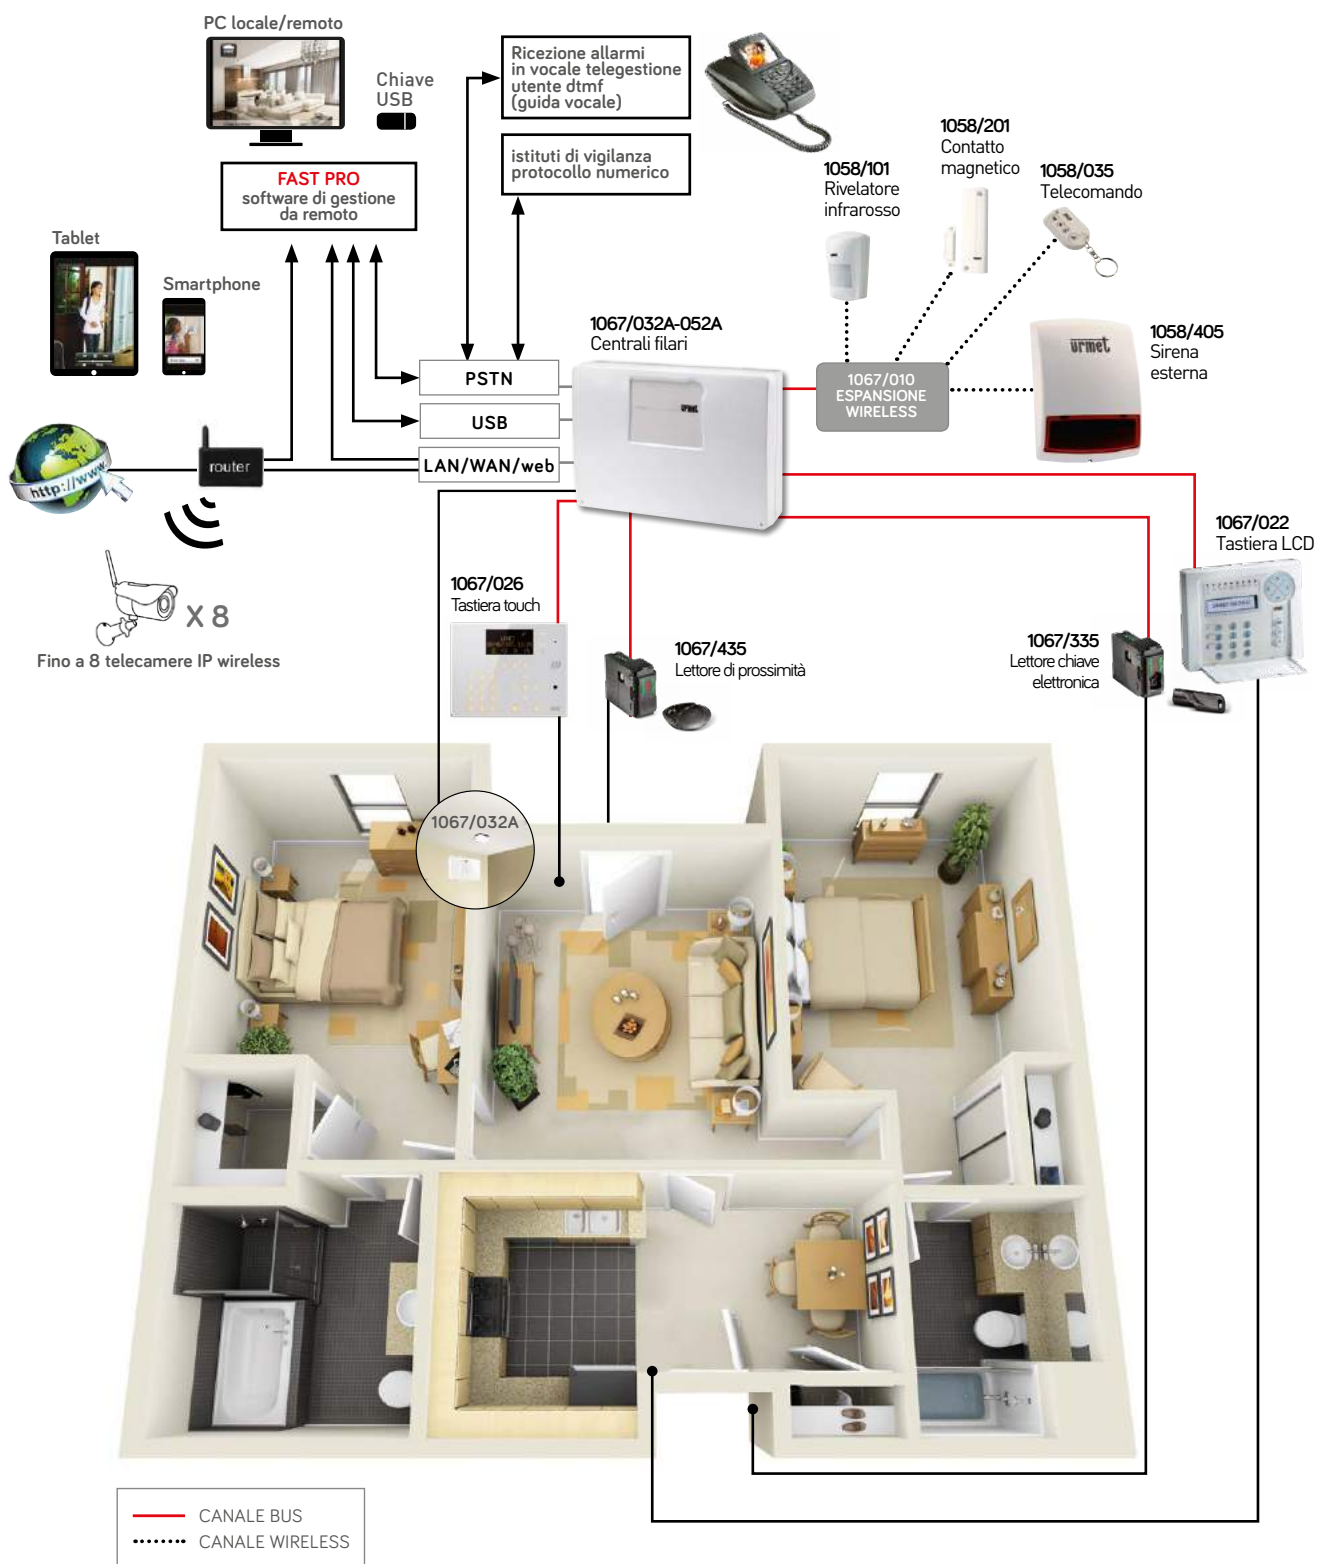 PC locale/remoto
Chiave
USB
Ricezione allarmi
in vocale telegestione
utente dtmf
(guida vocale)
istituti di vigilanza
protocollo numerico
FAST PRO
software di gestione
da remoto
Tablet
Smartphone
1058/101
Rivelatore
infrarosso
1058/201
Contatto
magnetico
1058/035
Telecomando
1067/032A-052A
Centrali filari
PSTN
USB
LAN/WAN/web
urmet
1067/010
ESPANSIONE
WIRELESS
urmet
1058/405
Sirena
esterna
router
http://www
X 8
Fino a 8 telecamere IP wireless
1067/026
Tastiera touch
1067/435
Lettore di prossimità
1067/335
Lettore chiave
elettronica
1067/022
Tastiera LCD
1067/032A
CANALE BUS
CANALE WIRELESS